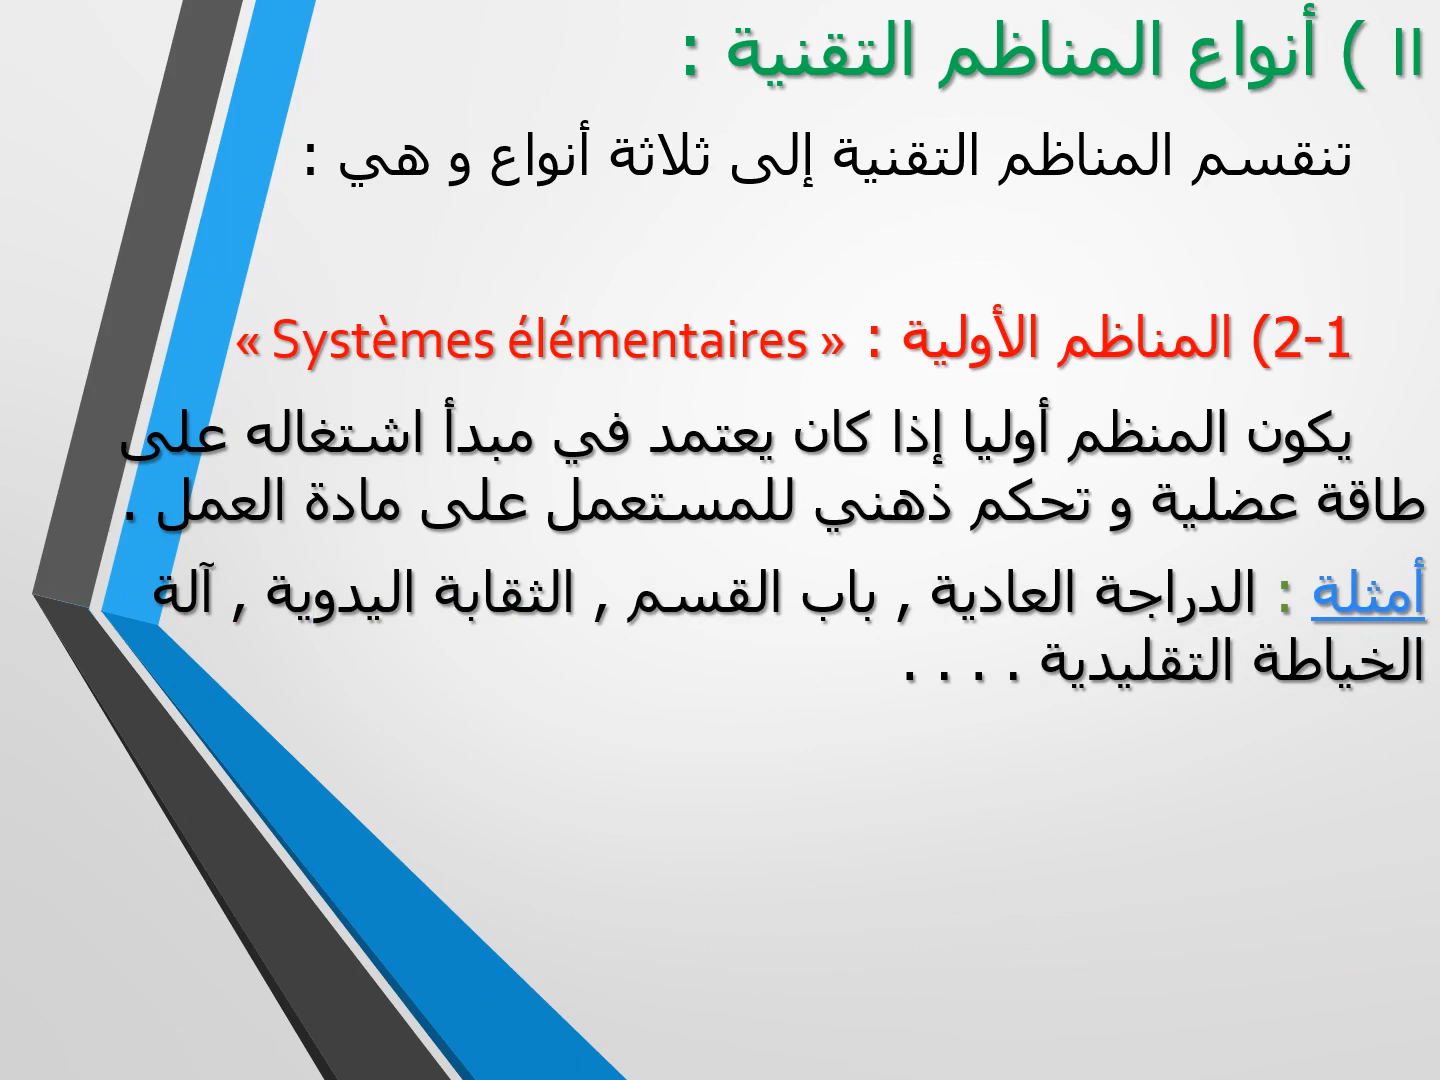 II ) أنواع المناظم التقنية :
تنقسم المناظم التقنية إلى ثلاثة أنواع و هي :
2-1) المناظم الأولية : « Systèmes élémentaires »
يكون المنظم أوليا إذا كان يعتمد في مبدأ اشتغاله على
طاقة عضلية و تحكم ذهني للمستعمل على مادة العمل .
أمثلة : الدراجة العادية , باب القسم , الثقابة اليدوية , آلة
الخياطة التقليدية . . . .